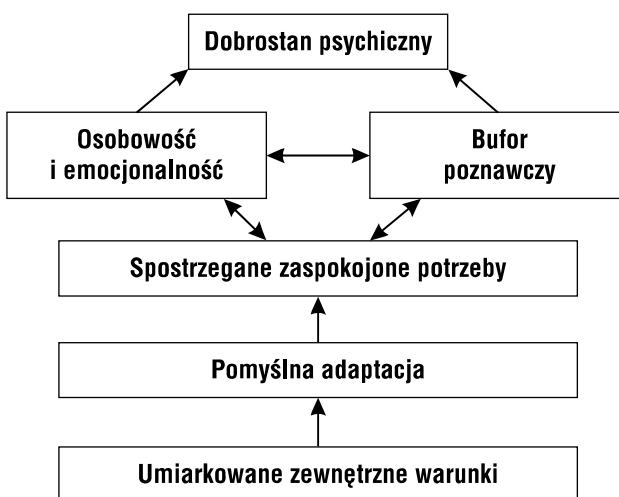 Dobrostan psychiczny
Osobowość
i emocjonalność
Bufor
poznawczy
Spostrzegane zaspokojone potrzeby
Pomyślna adaptacja
Umiarkowane zewnętrzne warunki